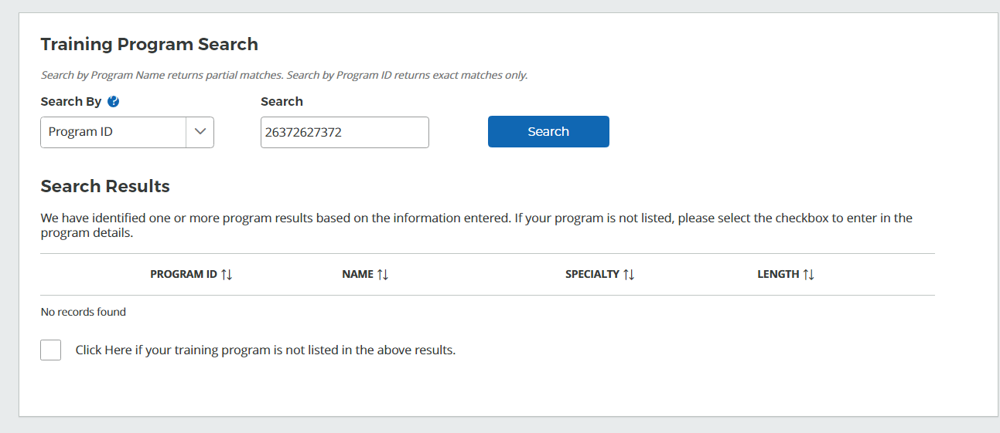 Training Program Search
Search by Program Name returns partial matches. Search by Program ID returns exact matches only.
Search By ?
Search
Program ID
26372627372
Search
Search Results
We have identified one or more program results based on the information entered. If your program is not listed, please select the checkbox to enter in the
program details.
PROGRAM ID ↑↓ NAME ↑↓ SPECIALTY ↑↓ LENGTH ↑↓
No records found
Click Here if your training program is not listed in the above results.